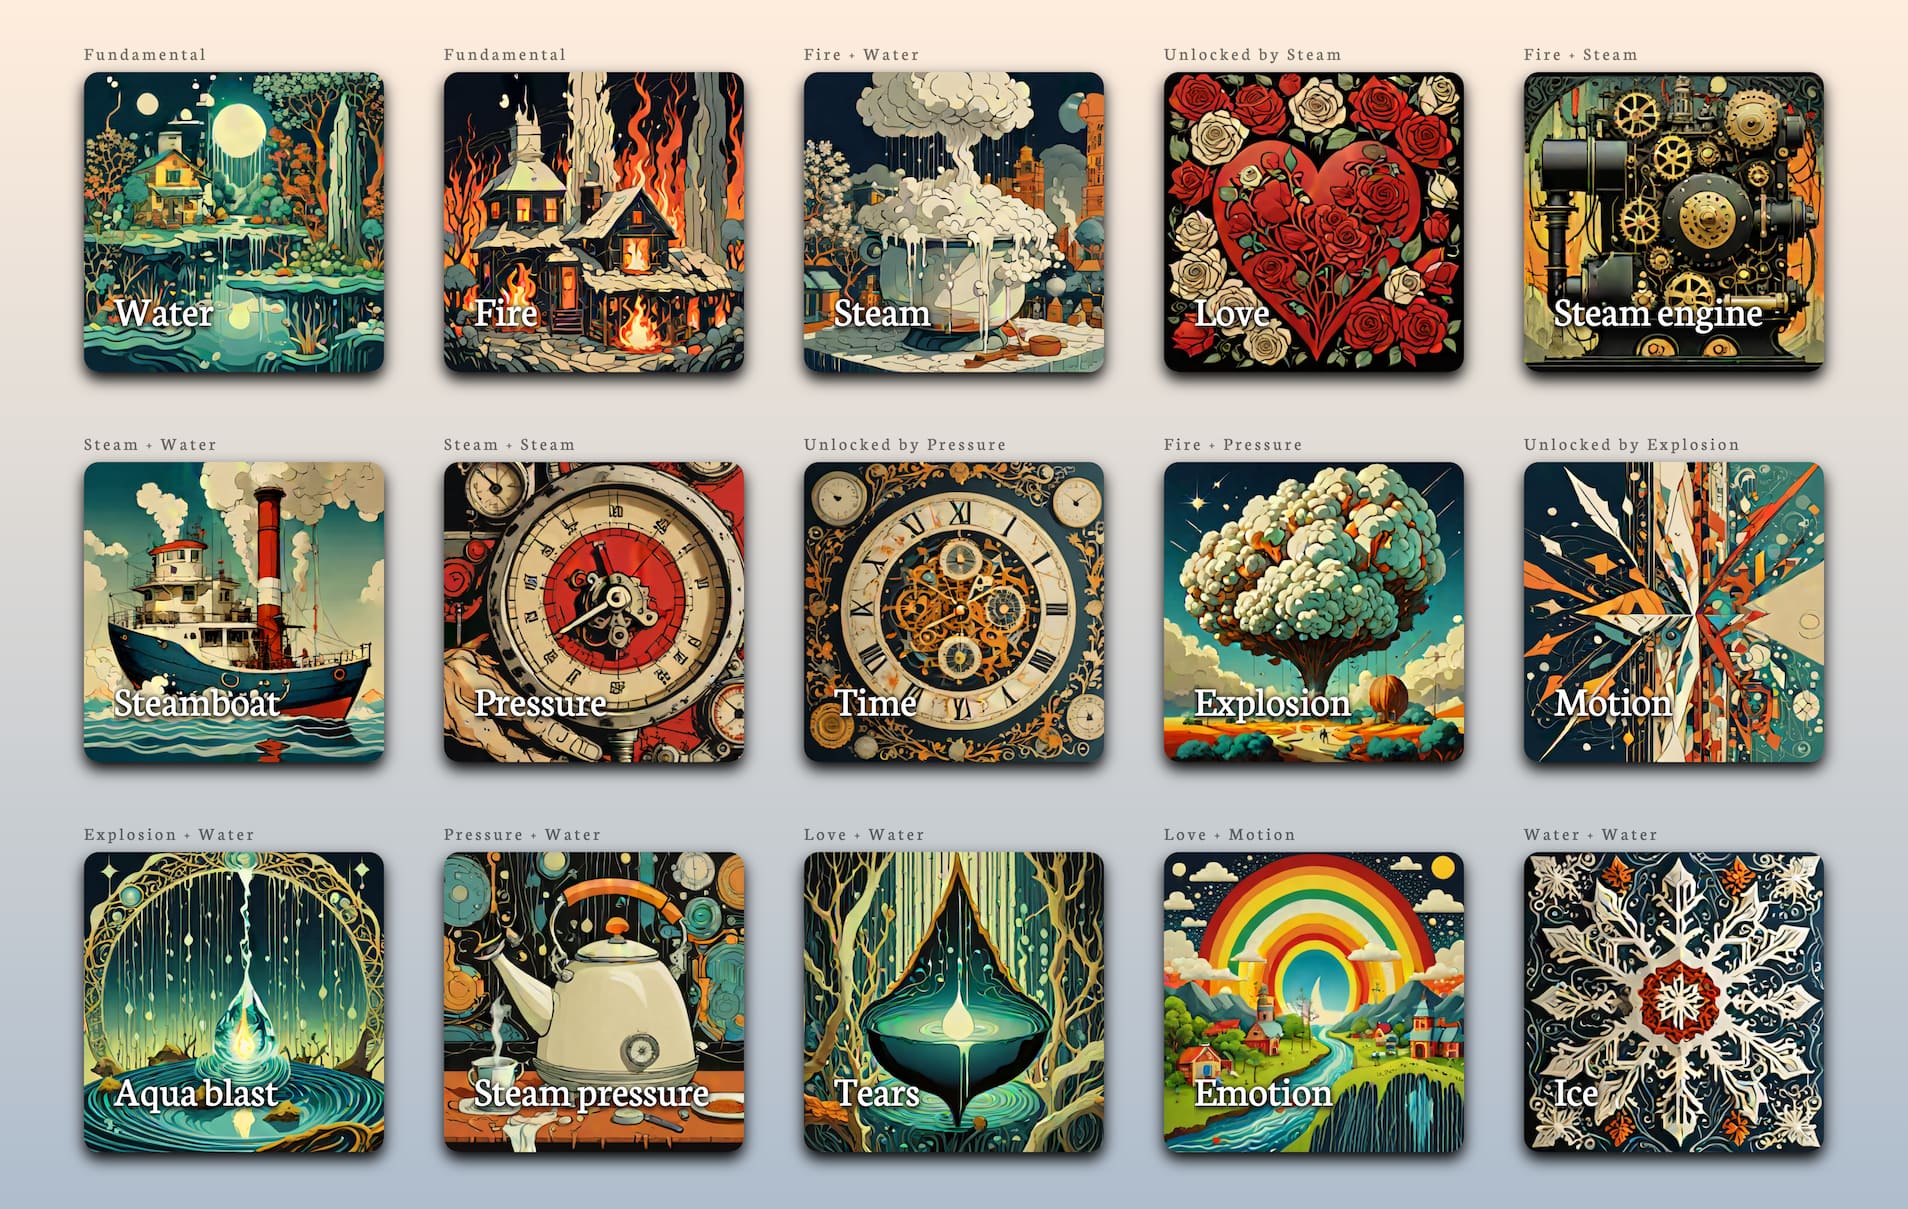 Fundamental
Water
Fundamental
Fire
Fire + Water
Steam
Unlocked by Steam
Love
Fire + Steam
Steam engine
Steam + Water
Steamboat
Steam + Steam
Pressure
Unlocked by Pressure
Time
Fire + Pressure
Explosion
Unlocked by Explosion
Motion
Explosion + Water
Aqua blast
Pressure + Water
Steam pressure
Love + Water
Tears
Love + Motion
Emotion
Water + Water
Ice